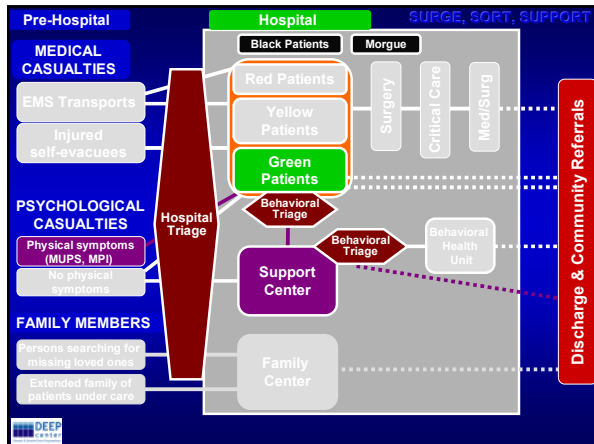 Pre-Hospital
Hospital
SURGE, SORT, SUPPORT
MEDICAL
CASUALTIES
EMS Transports
Injured
self-evacuees
PSYCHOLOGICAL
CASUALTIES
Physical symptoms
(MUPS, MPI)
No physical
symptoms
FAMILY MEMBERS
Persons searching for
missing loved ones
Extended family of
patients under care
Hospital
Triage
Black Patients
Morgue
Red Patients
Yellow
Patients
Green
Patients
Behavioral
Triage
Support
Center
Family
Center
Behavioral
Triage
Behavioral
Health
Unit
Surgery
Critical Care
Med/Surg
Discharge & Community Referrals
DEEP
center